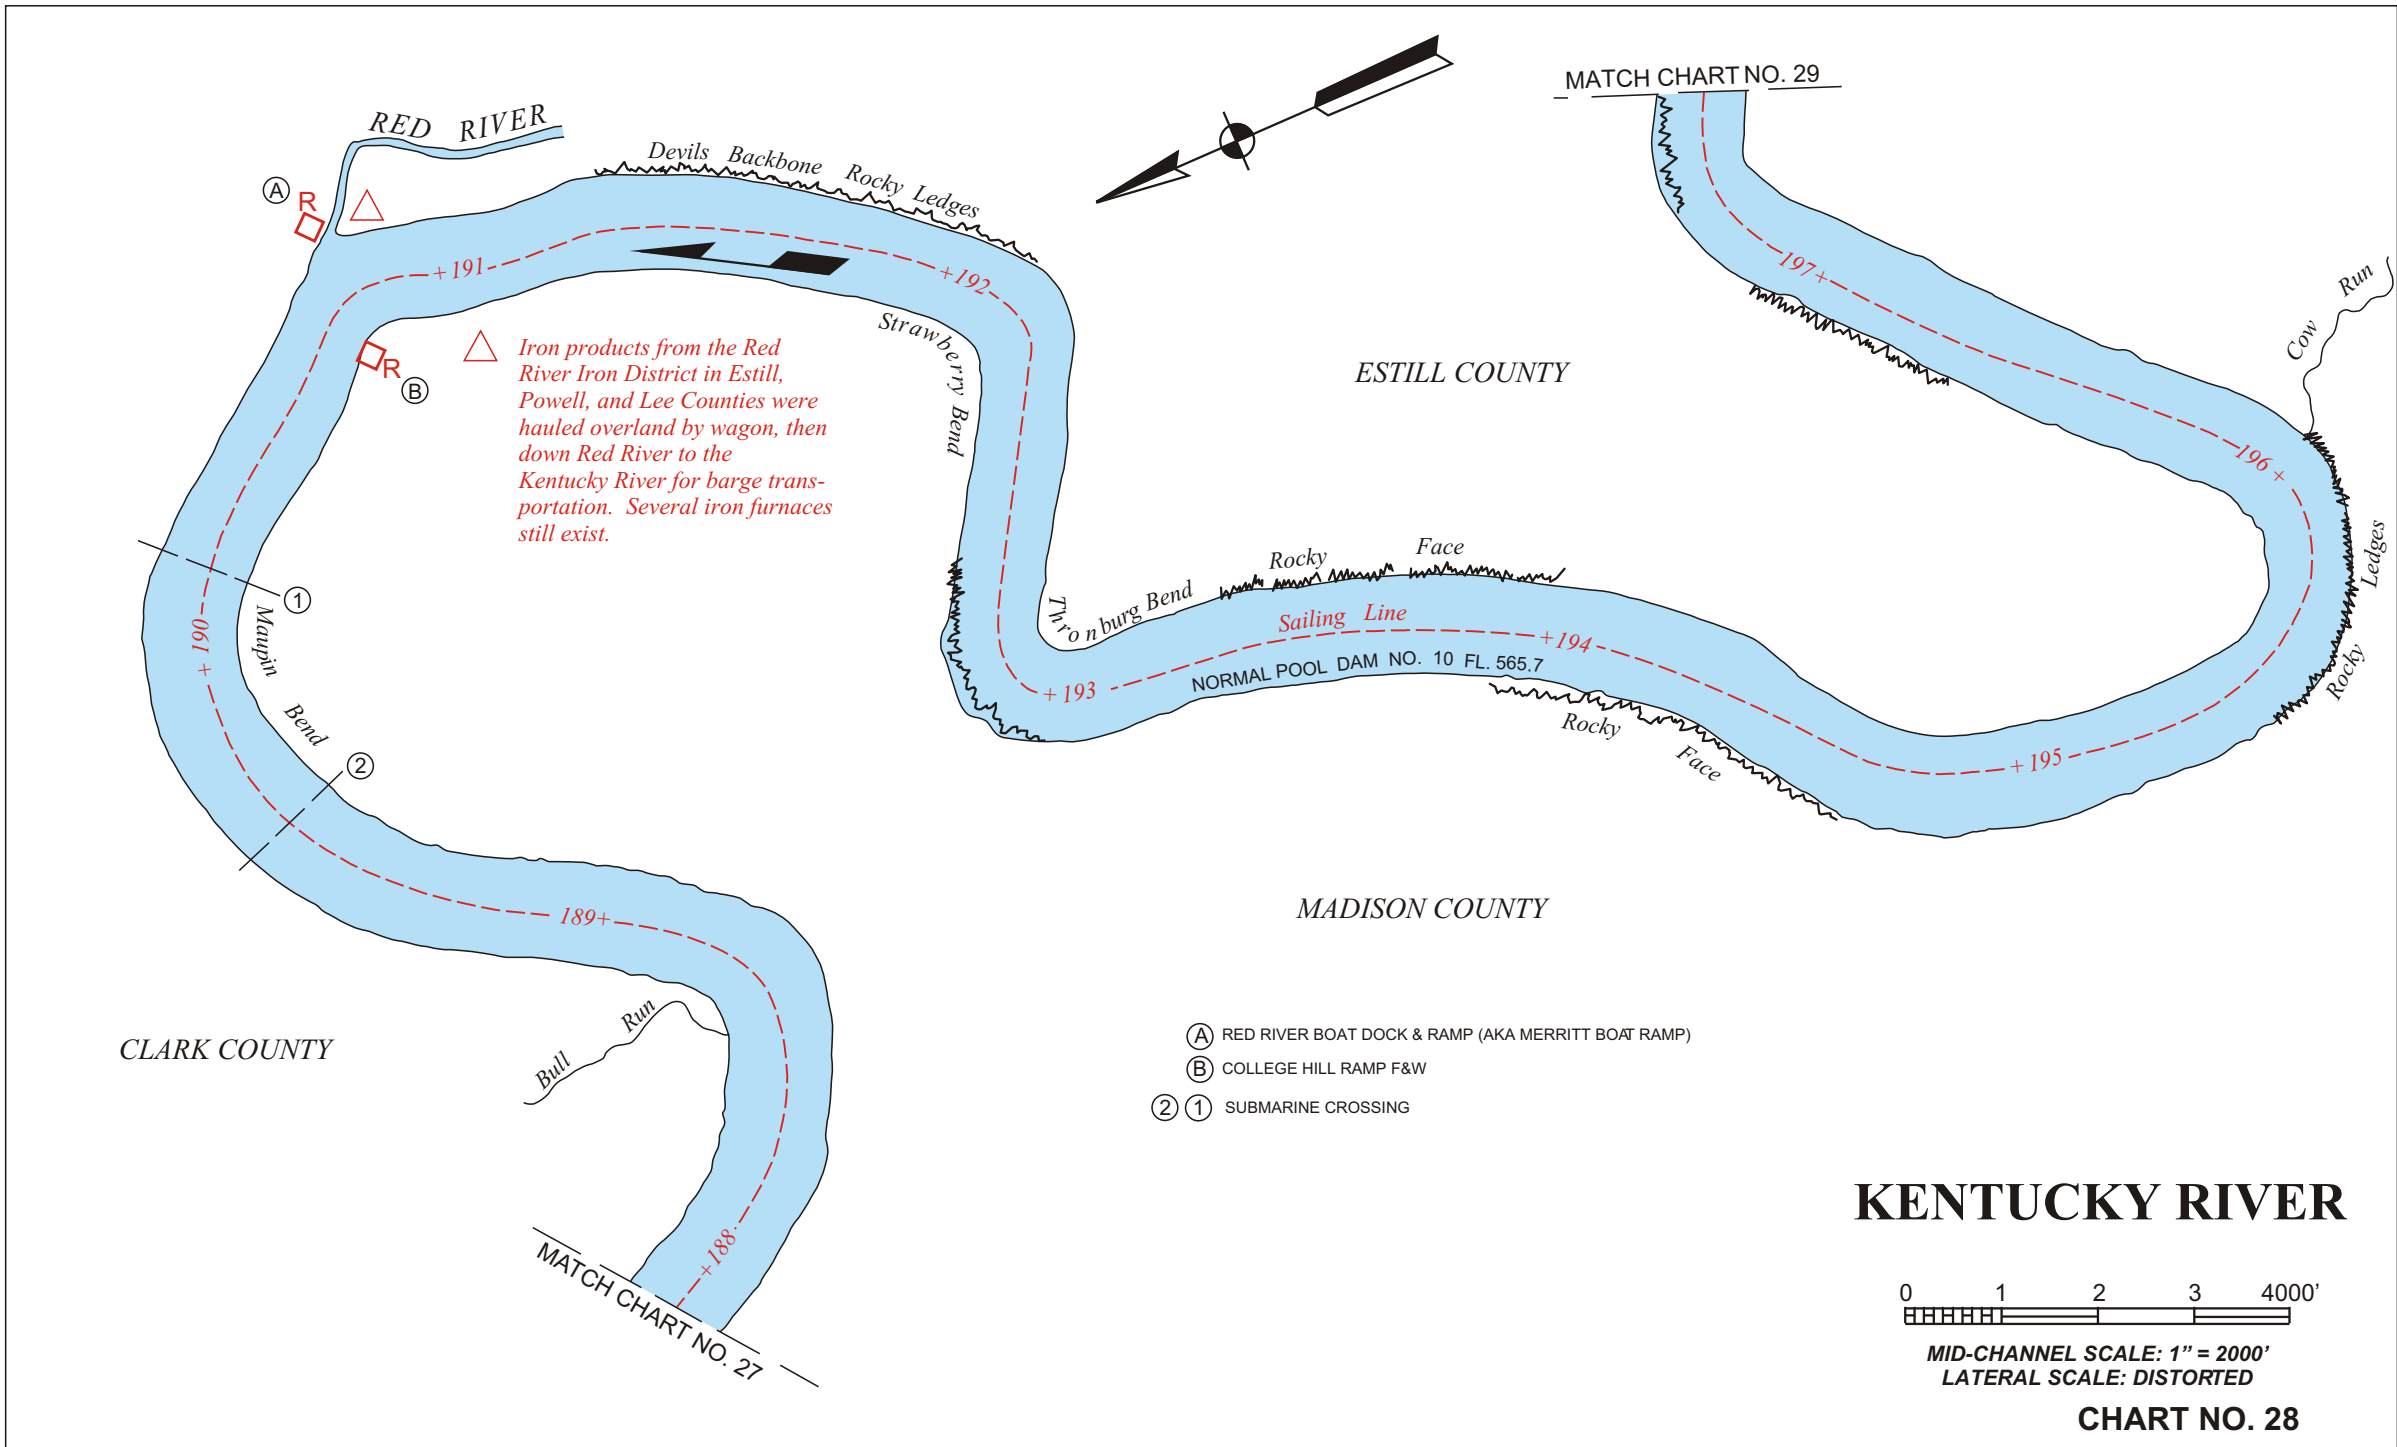 MATCH CHART NO. 29
RED RIVER
A
R
Devils Backbone Rocky Ledges
+191
+192
197+
Cow Run
Strawberry Bend
R
B
Iron products from the Red
River Iron District in Estill,
Powell, and Lee Counties were
hauled overland by wagon, then
down Red River to the
Kentucky River for barge trans-
portation. Several iron furnaces
still exist.
ESTILL COUNTY
196+
Rocky Ledges
Rocky Face
Thronburg Bend
Sailing Line
+193
+194
NORMAL POOL DAM NO. 10 FL. 565.7
Rocky Face
+195
1
+190
Maupin Bend
2
189+
MADISON COUNTY
CLARK COUNTY
Bull Run
A RED RIVER BOAT DOCK & RAMP (AKA MERRITT BOAT RAMP)
B COLLEGE HILL RAMP F&W
2 1 SUBMARINE CROSSING
+188
MATCH CHART NO. 27
KENTUCKY RIVER
0 1 2 3 4000’
MID-CHANNEL SCALE: 1” = 2000’
LATERAL SCALE: DISTORTED
CHART NO. 28